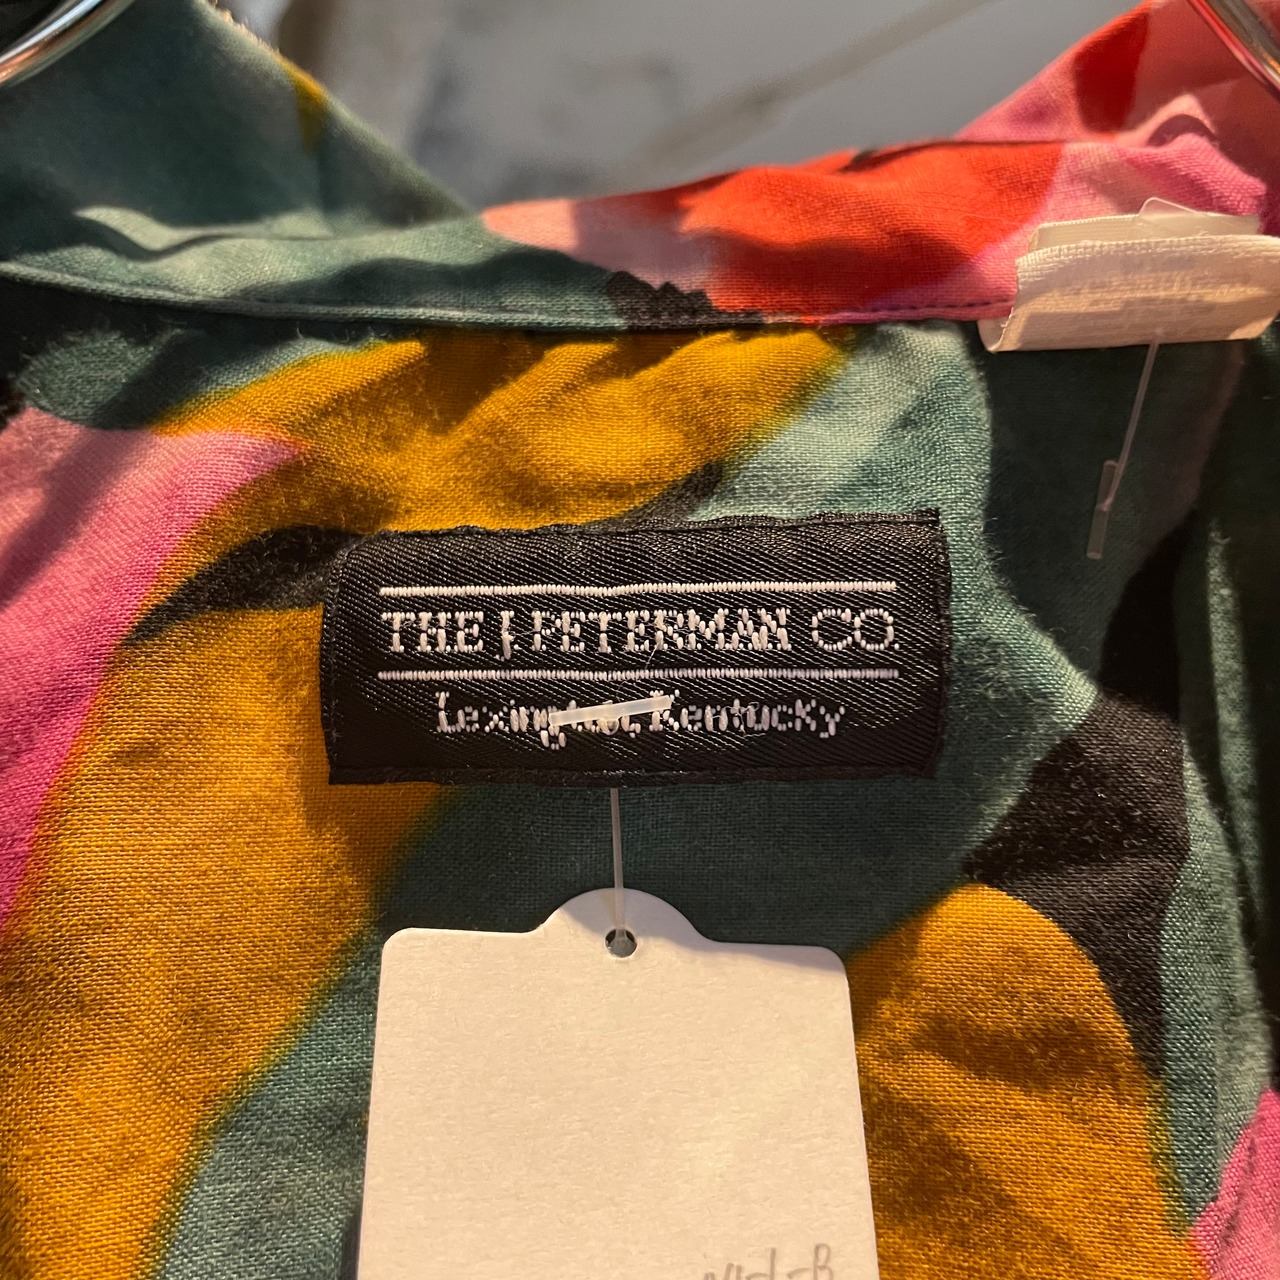 THE J. PETERMAN CO.
Lexington, Kentucky